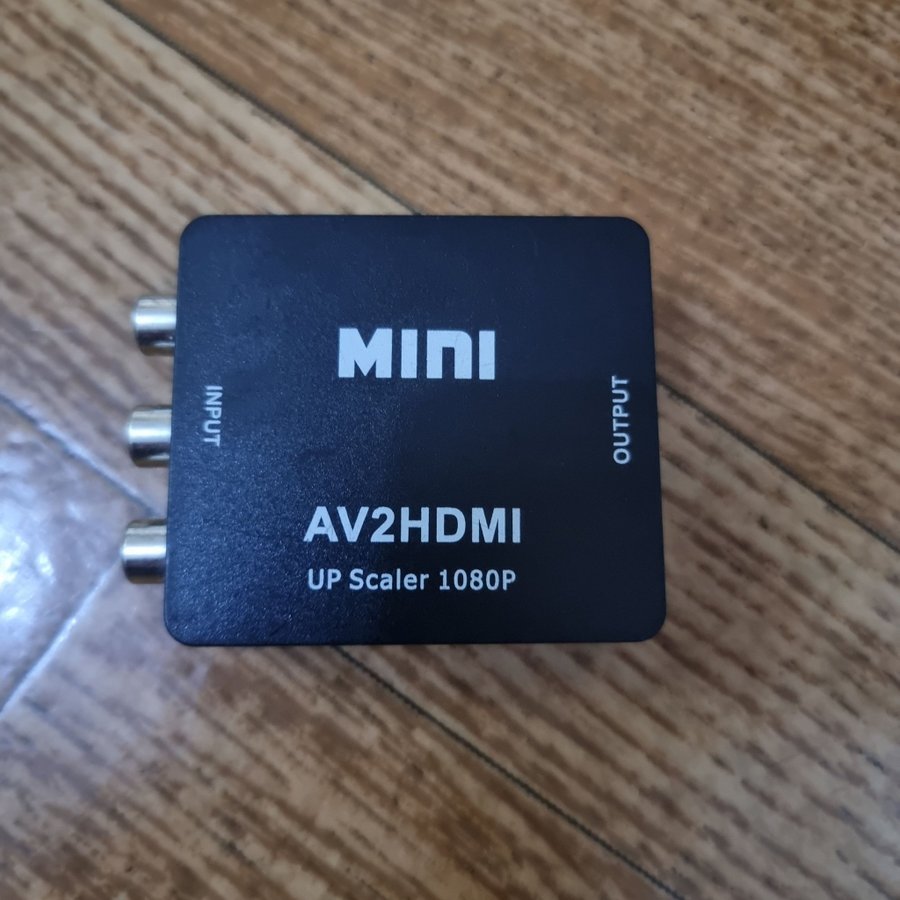 MINI
INPUT
OUTPUT
AV2HDMI
UP Scaler 1080P